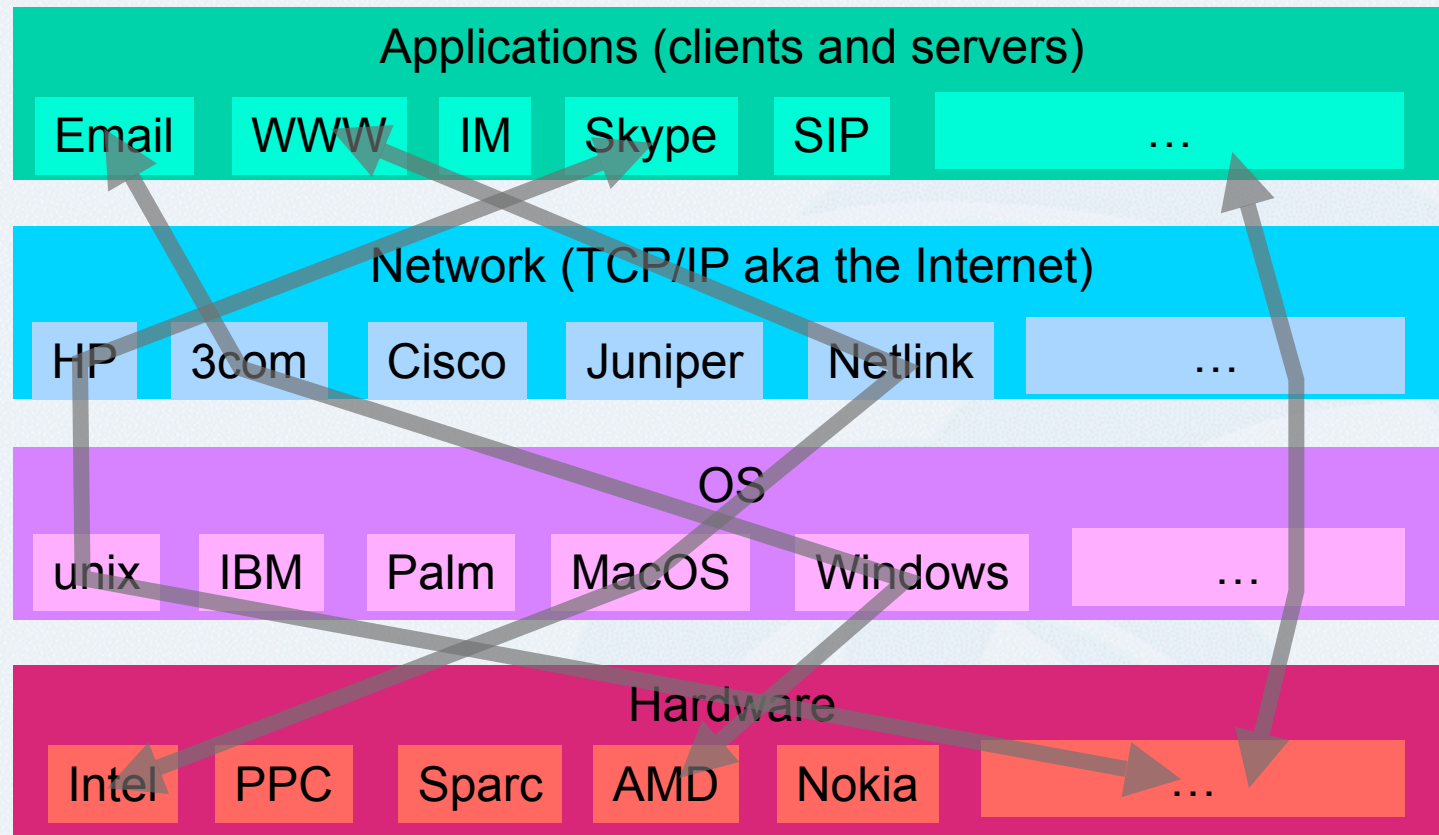 Applications (clients and servers)
Email WWW IM Skype SIP …
Network (TCP/IP aka the Internet)
HP 3com Cisco Juniper Netlink …
OS
unix IBM Palm MacOS Windows …
Hardware
Intel PPC Sparc AMD Nokia …